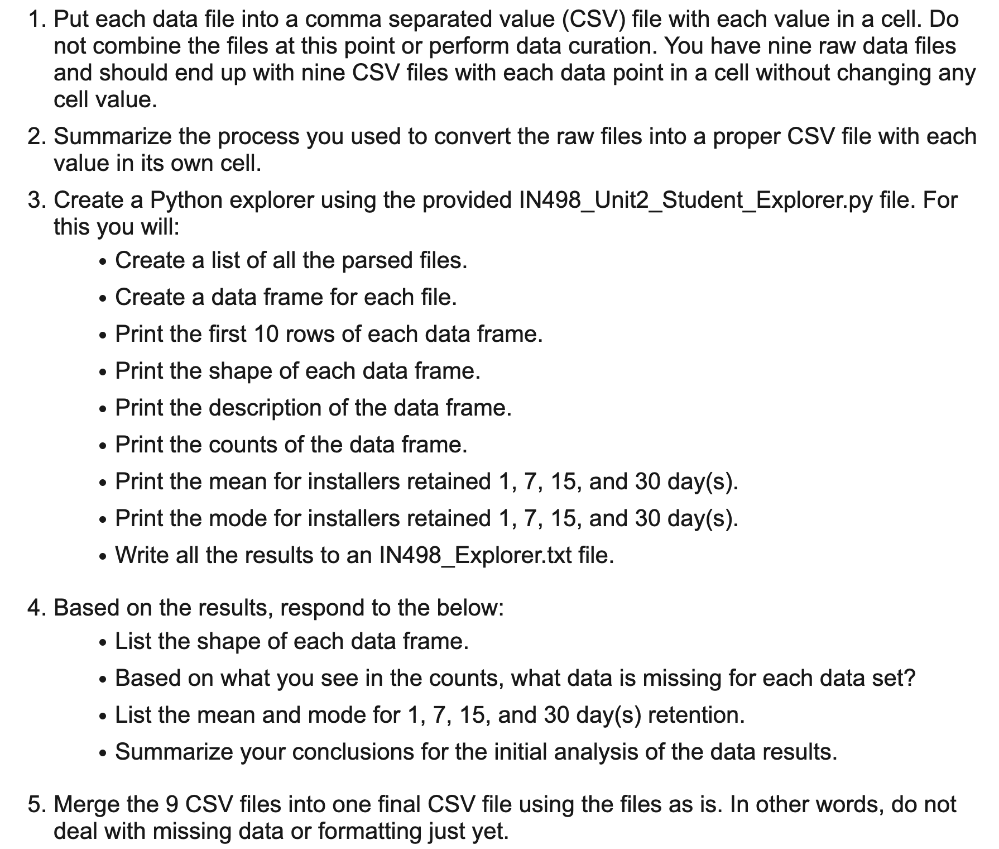 1. Put each data file into a comma separated value (CSV) file with each value in a cell. Do
not combine the files at this point or perform data curation. You have nine raw data files
and should end up with nine CSV files with each data point in a cell without changing any
cell value.
2. Summarize the process you used to convert the raw files into a proper CSV file with each
value in its own cell.
3. Create a Python explorer using the provided IN498_Unit2_Student_Explorer.py file. For
this you will:
• Create a list of all the parsed files.
• Create a data frame for each file.
• Print the first 10 rows of each data frame.
• Print the shape of each data frame.
• Print the description of the data frame.
• Print the counts of the data frame.
• Print the mean for installers retained 1, 7, 15, and 30 day(s).
• Print the mode for installers retained 1, 7, 15, and 30 day(s).
• Write all the results to an IN498_Explorer.txt file.
4. Based on the results, respond to the below:
• List the shape of each data frame.
• Based on what you see in the counts, what data is missing for each data set?
• List the mean and mode for 1, 7, 15, and 30 day(s) retention.
• Summarize your conclusions for the initial analysis of the data results.
5. Merge the 9 CSV files into one final CSV file using the files as is. In other words, do not
deal with missing data or formatting just yet.